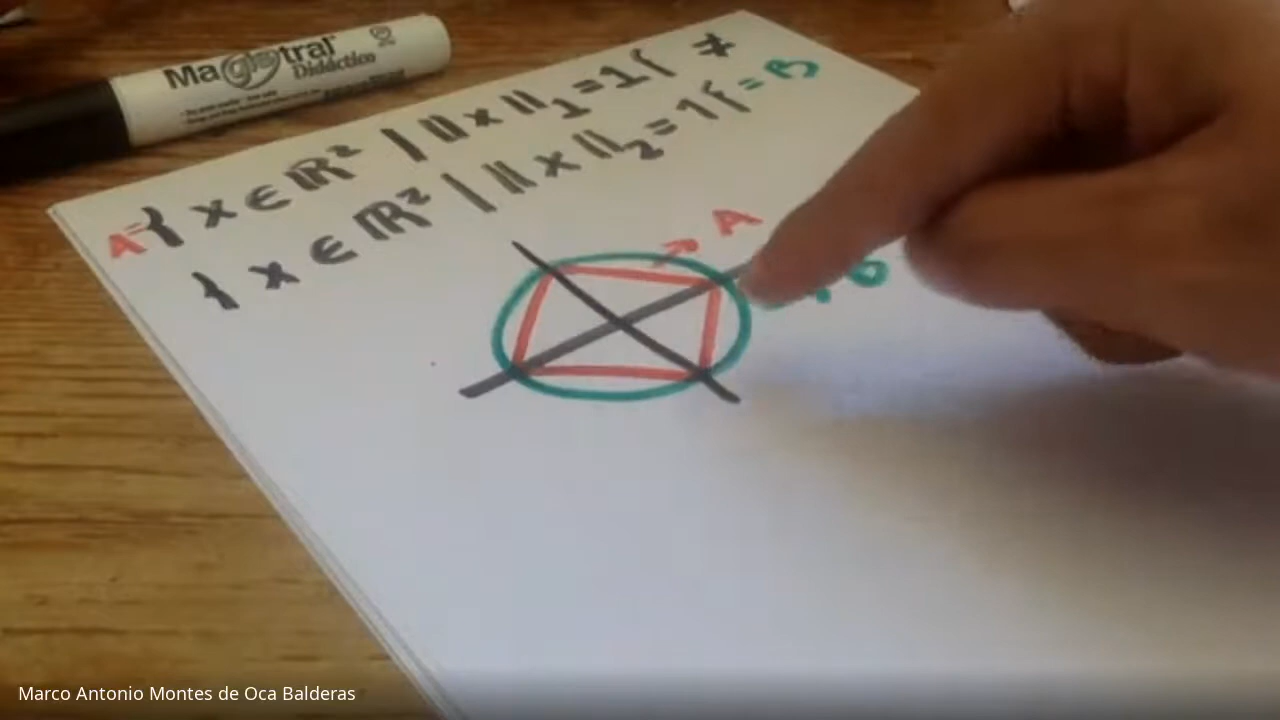 Magistral
Didáctico
A={ x ∈ ℝ² | ||x||₁ = 1 } ≠
{ x ∈ ℝ² | ||x||₂ = 1 } = B
→ A
B
Marco Antonio Montes de Oca Balderas